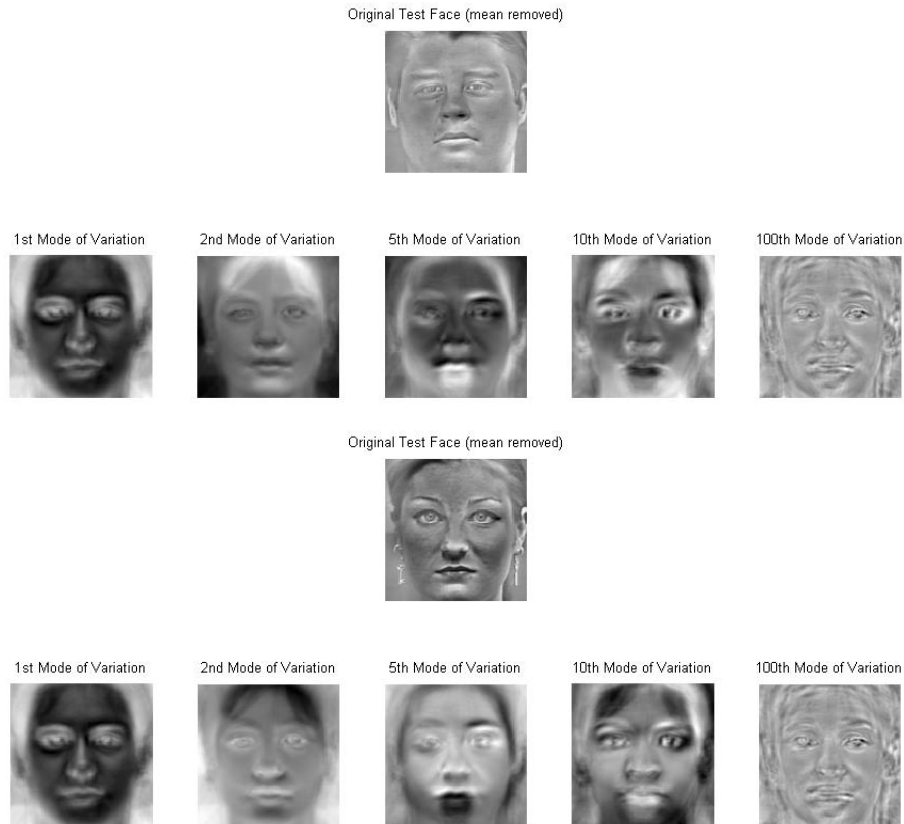 Original Test Face (mean removed)
1st Mode of Variation 2nd Mode of Variation 5th Mode of Variation 10th Mode of Variation 100th Mode of Variation
Original Test Face (mean removed)
1st Mode of Variation 2nd Mode of Variation 5th Mode of Variation 10th Mode of Variation 100th Mode of Variation